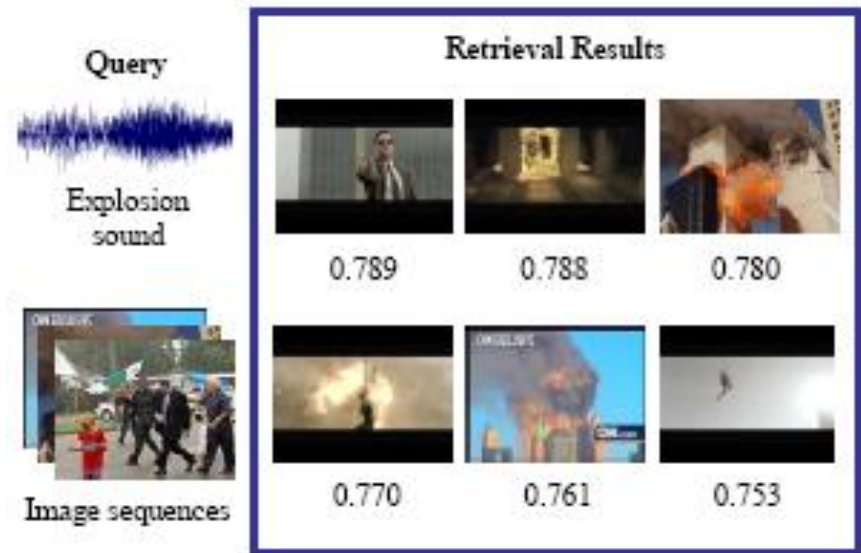 Query
Explosion
sound
Image sequences
Retrieval Results
0.789
0.788
0.780
0.770
0.761
0.753